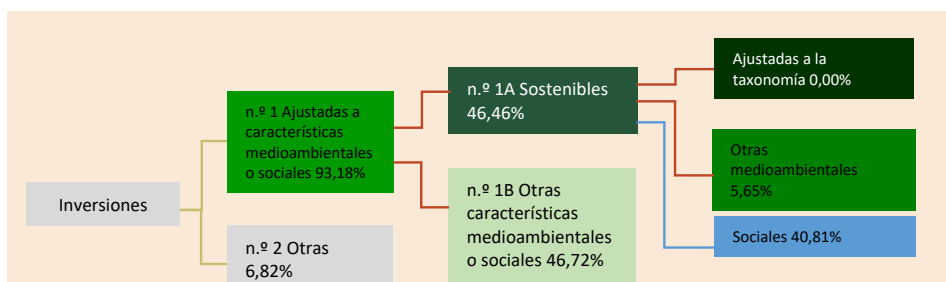 Inversiones
n.º 1 Ajustadas a
características
medioambientales
o sociales 93,18%
n.º 2 Otras
6,82%
n.º 1A Sostenibles
46,46%
n.º 1B Otras
características
medioambientales
o sociales 46,72%
Ajustadas a la
taxonomía 0,00%
Otras
medioambientales
5,65%
Sociales 40,81%